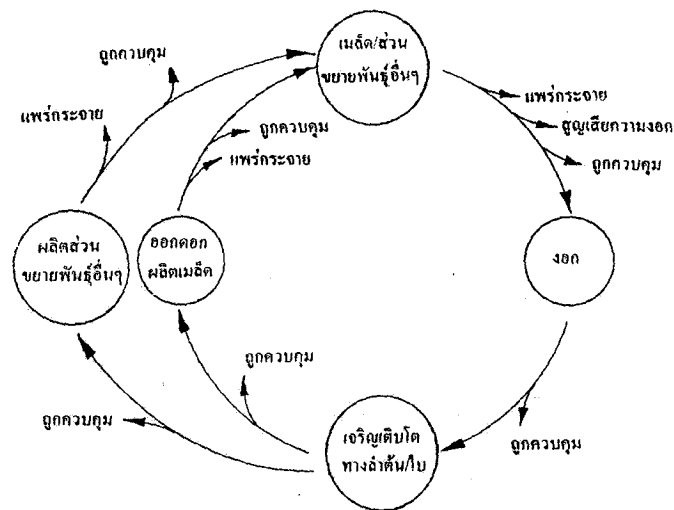 เมล็ด/ส่วน
ขยายพันธุ์อื่นๆ
ถูกควบคุม
แพร่กระจาย
แพร่กระจาย
สูญเสียความงอก
ถูกควบคุม
ถูกควบคุม
แพร่กระจาย
ผลิตส่วน
ขยายพันธุ์อื่นๆ
ออกดอก
ผลิตเมล็ด
งอก
ถูกควบคุม
ถูกควบคุม
ถูกควบคุม
เจริญเติบโต
ทางลำต้น/ใบ